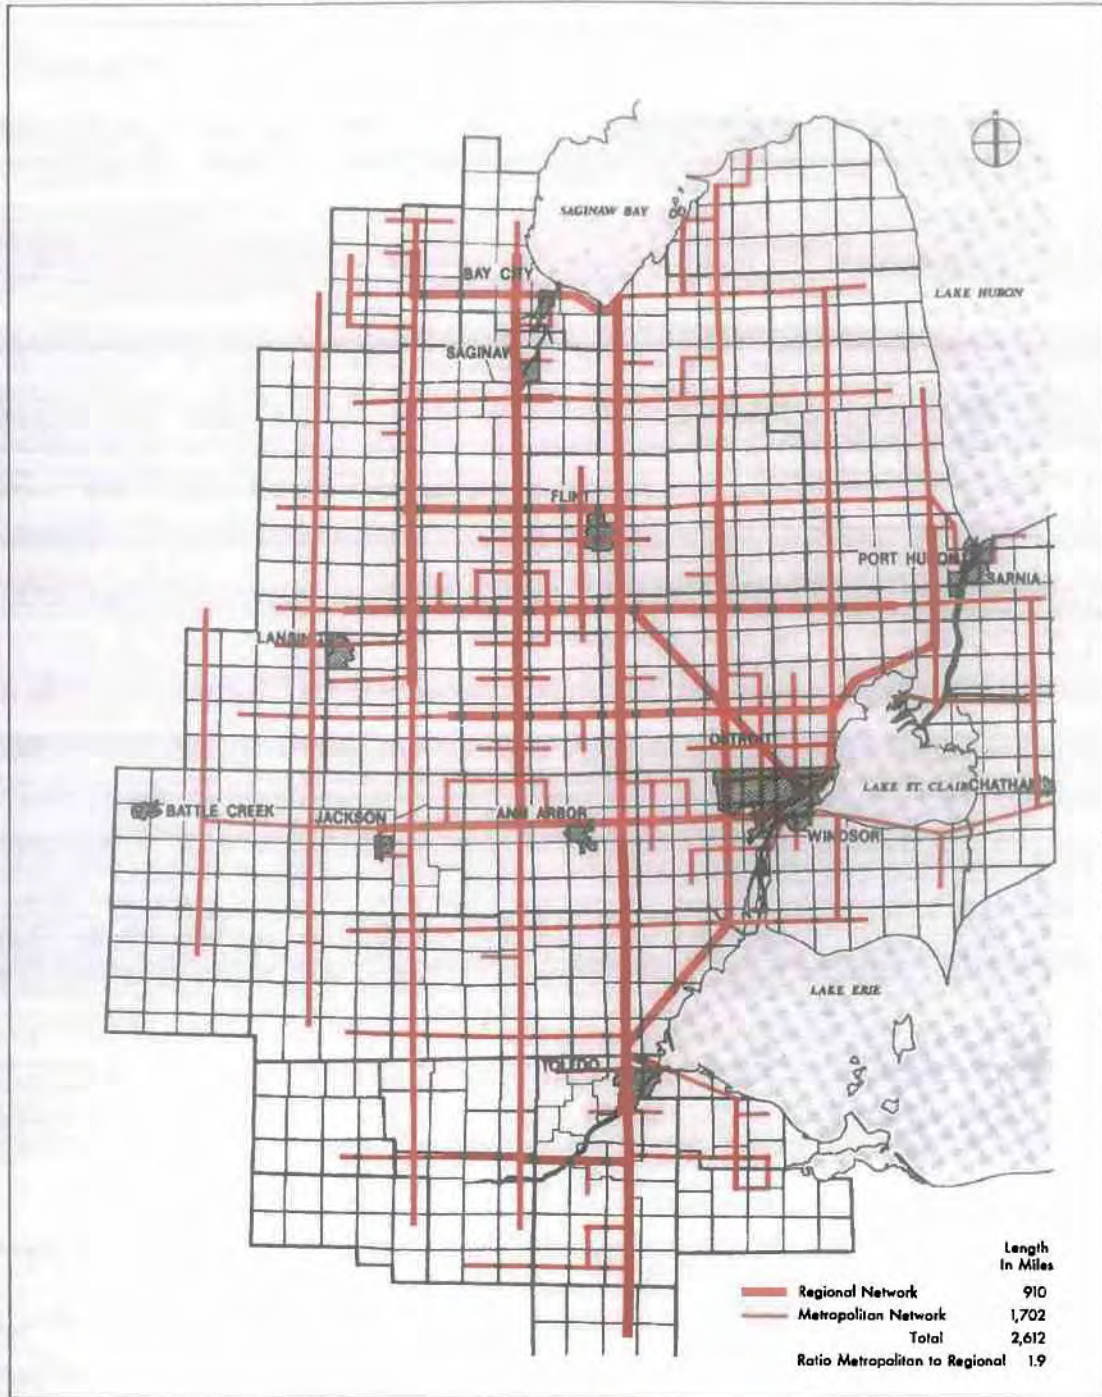 SAGINAW BAY
BAY CITY
LAKE HURON
SAGINAW
FLINT
PORT HURON
SARNIA
LANSING
DETROIT
LAKE ST. CLAIR
CHATHAM
BATTLE CREEK
JACKSON
ANN ARBOR
WINDSOR
LAKE ERIE
TOLEDO
Length
In Miles
Regional Network 910
Metropolitan Network 1,702
Total 2,612
Ratio Metropolitan to Regional 1.9